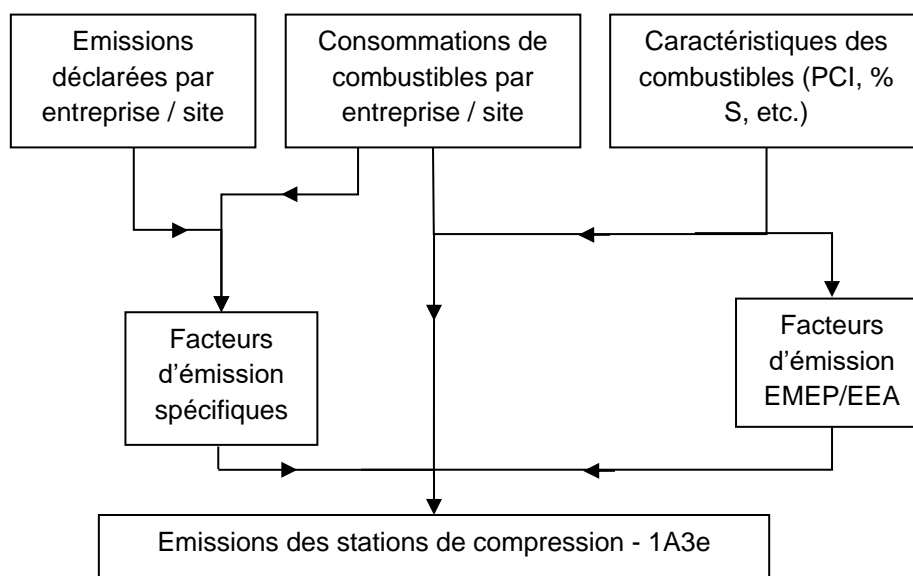 Emissions
déclarées par
entreprise / site
Consommations de
combustibles par
entreprise / site
Caractéristiques des
combustibles (PCI, %
S, etc.)
Facteurs
d'émission
spécifiques
Facteurs
d'émission
EMEP/EEA
Emissions des stations de compression - 1A3e